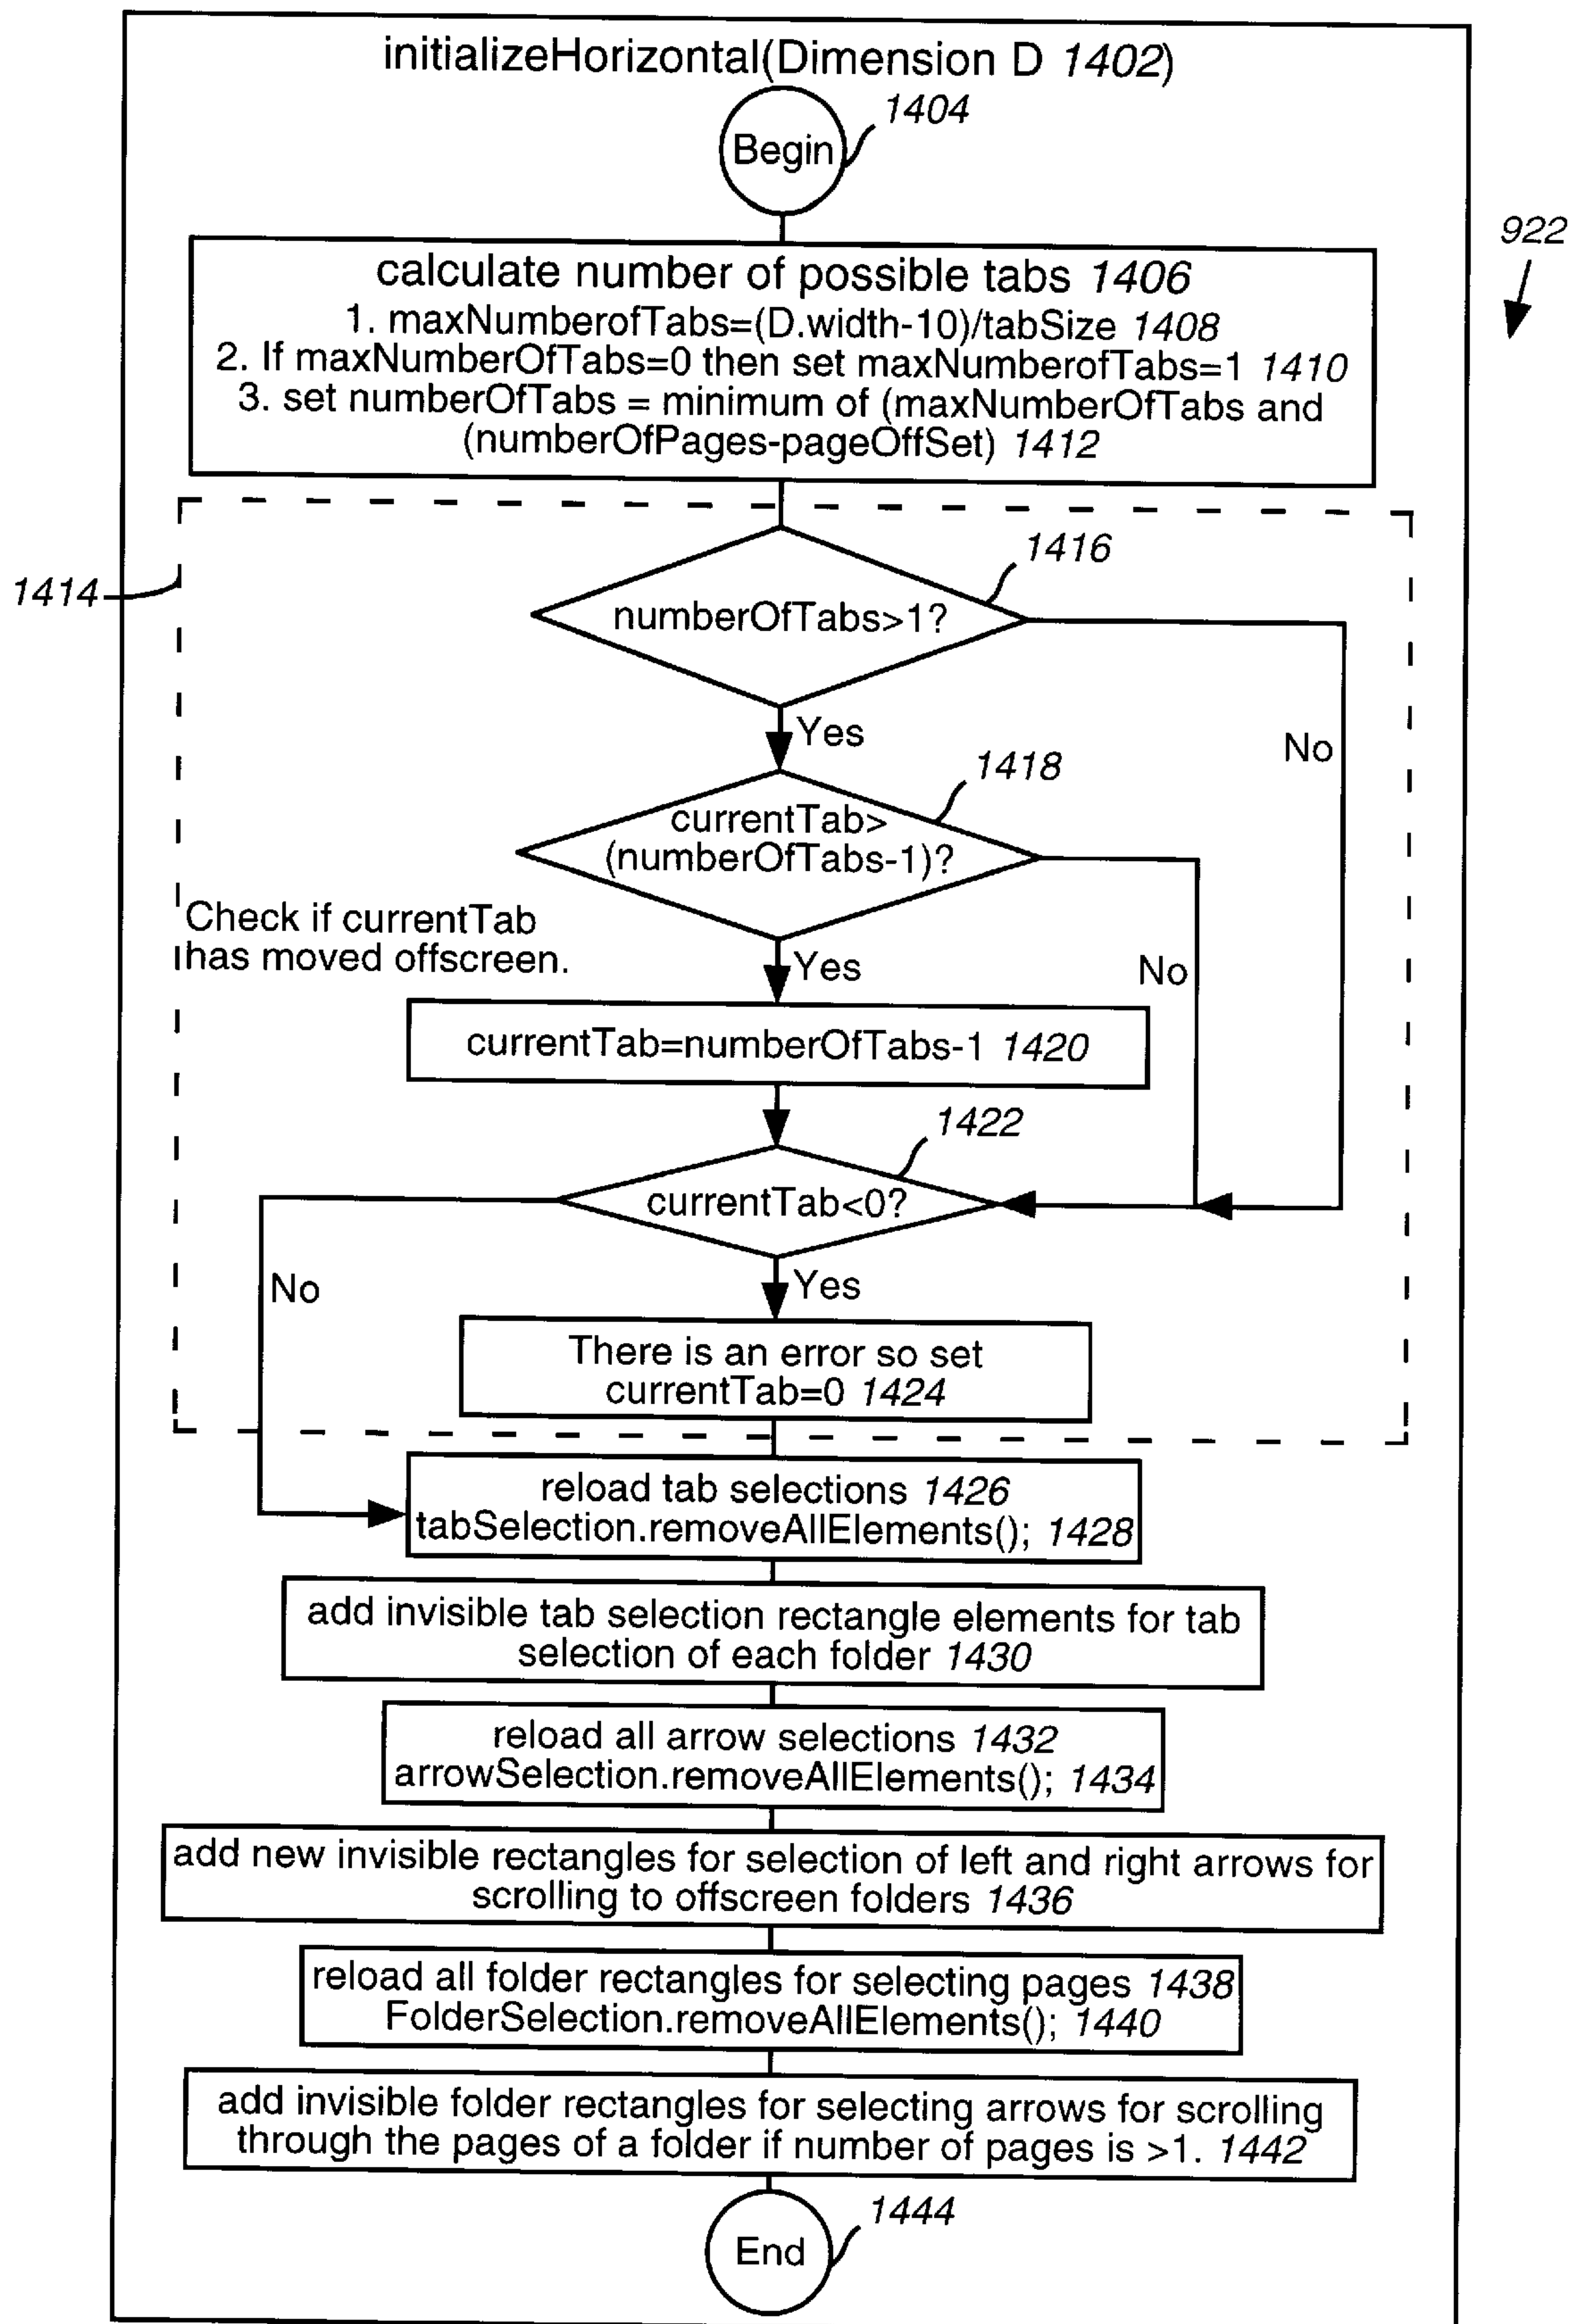 initializeHorizontal(Dimension D 1402)
1404
Begin
922
calculate number of possible tabs 1406
1. maxNumberofTabs=(D.width-10)/tabSize 1408
2. If maxNumberOfTabs=0 then set maxNumberofTabs=1 1410
3. set numberOfTabs = minimum of (maxNumberOfTabs and
(numberOfPages-pageOffSet) 1412
1416
1414
numberOfTabs>1?
Yes
No
1418
currentTab>
(numberOfTabs-1)?
Check if currentTab
has moved offscreen.
Yes
No
currentTab=numberOfTabs-1 1420
1422
currentTab<0?
No
Yes
There is an error so set
currentTab=0 1424
reload tab selections 1426
tabSelection.removeAllElements(); 1428
add invisible tab selection rectangle elements for tab
selection of each folder 1430
reload all arrow selections 1432
arrowSelection.removeAllElements(); 1434
add new invisible rectangles for selection of left and right arrows for
scrolling to offscreen folders 1436
reload all folder rectangles for selecting pages 1438
FolderSelection.removeAllElements(); 1440
add invisible folder rectangles for selecting arrows for scrolling
through the pages of a folder if number of pages is >1. 1442
1444
End